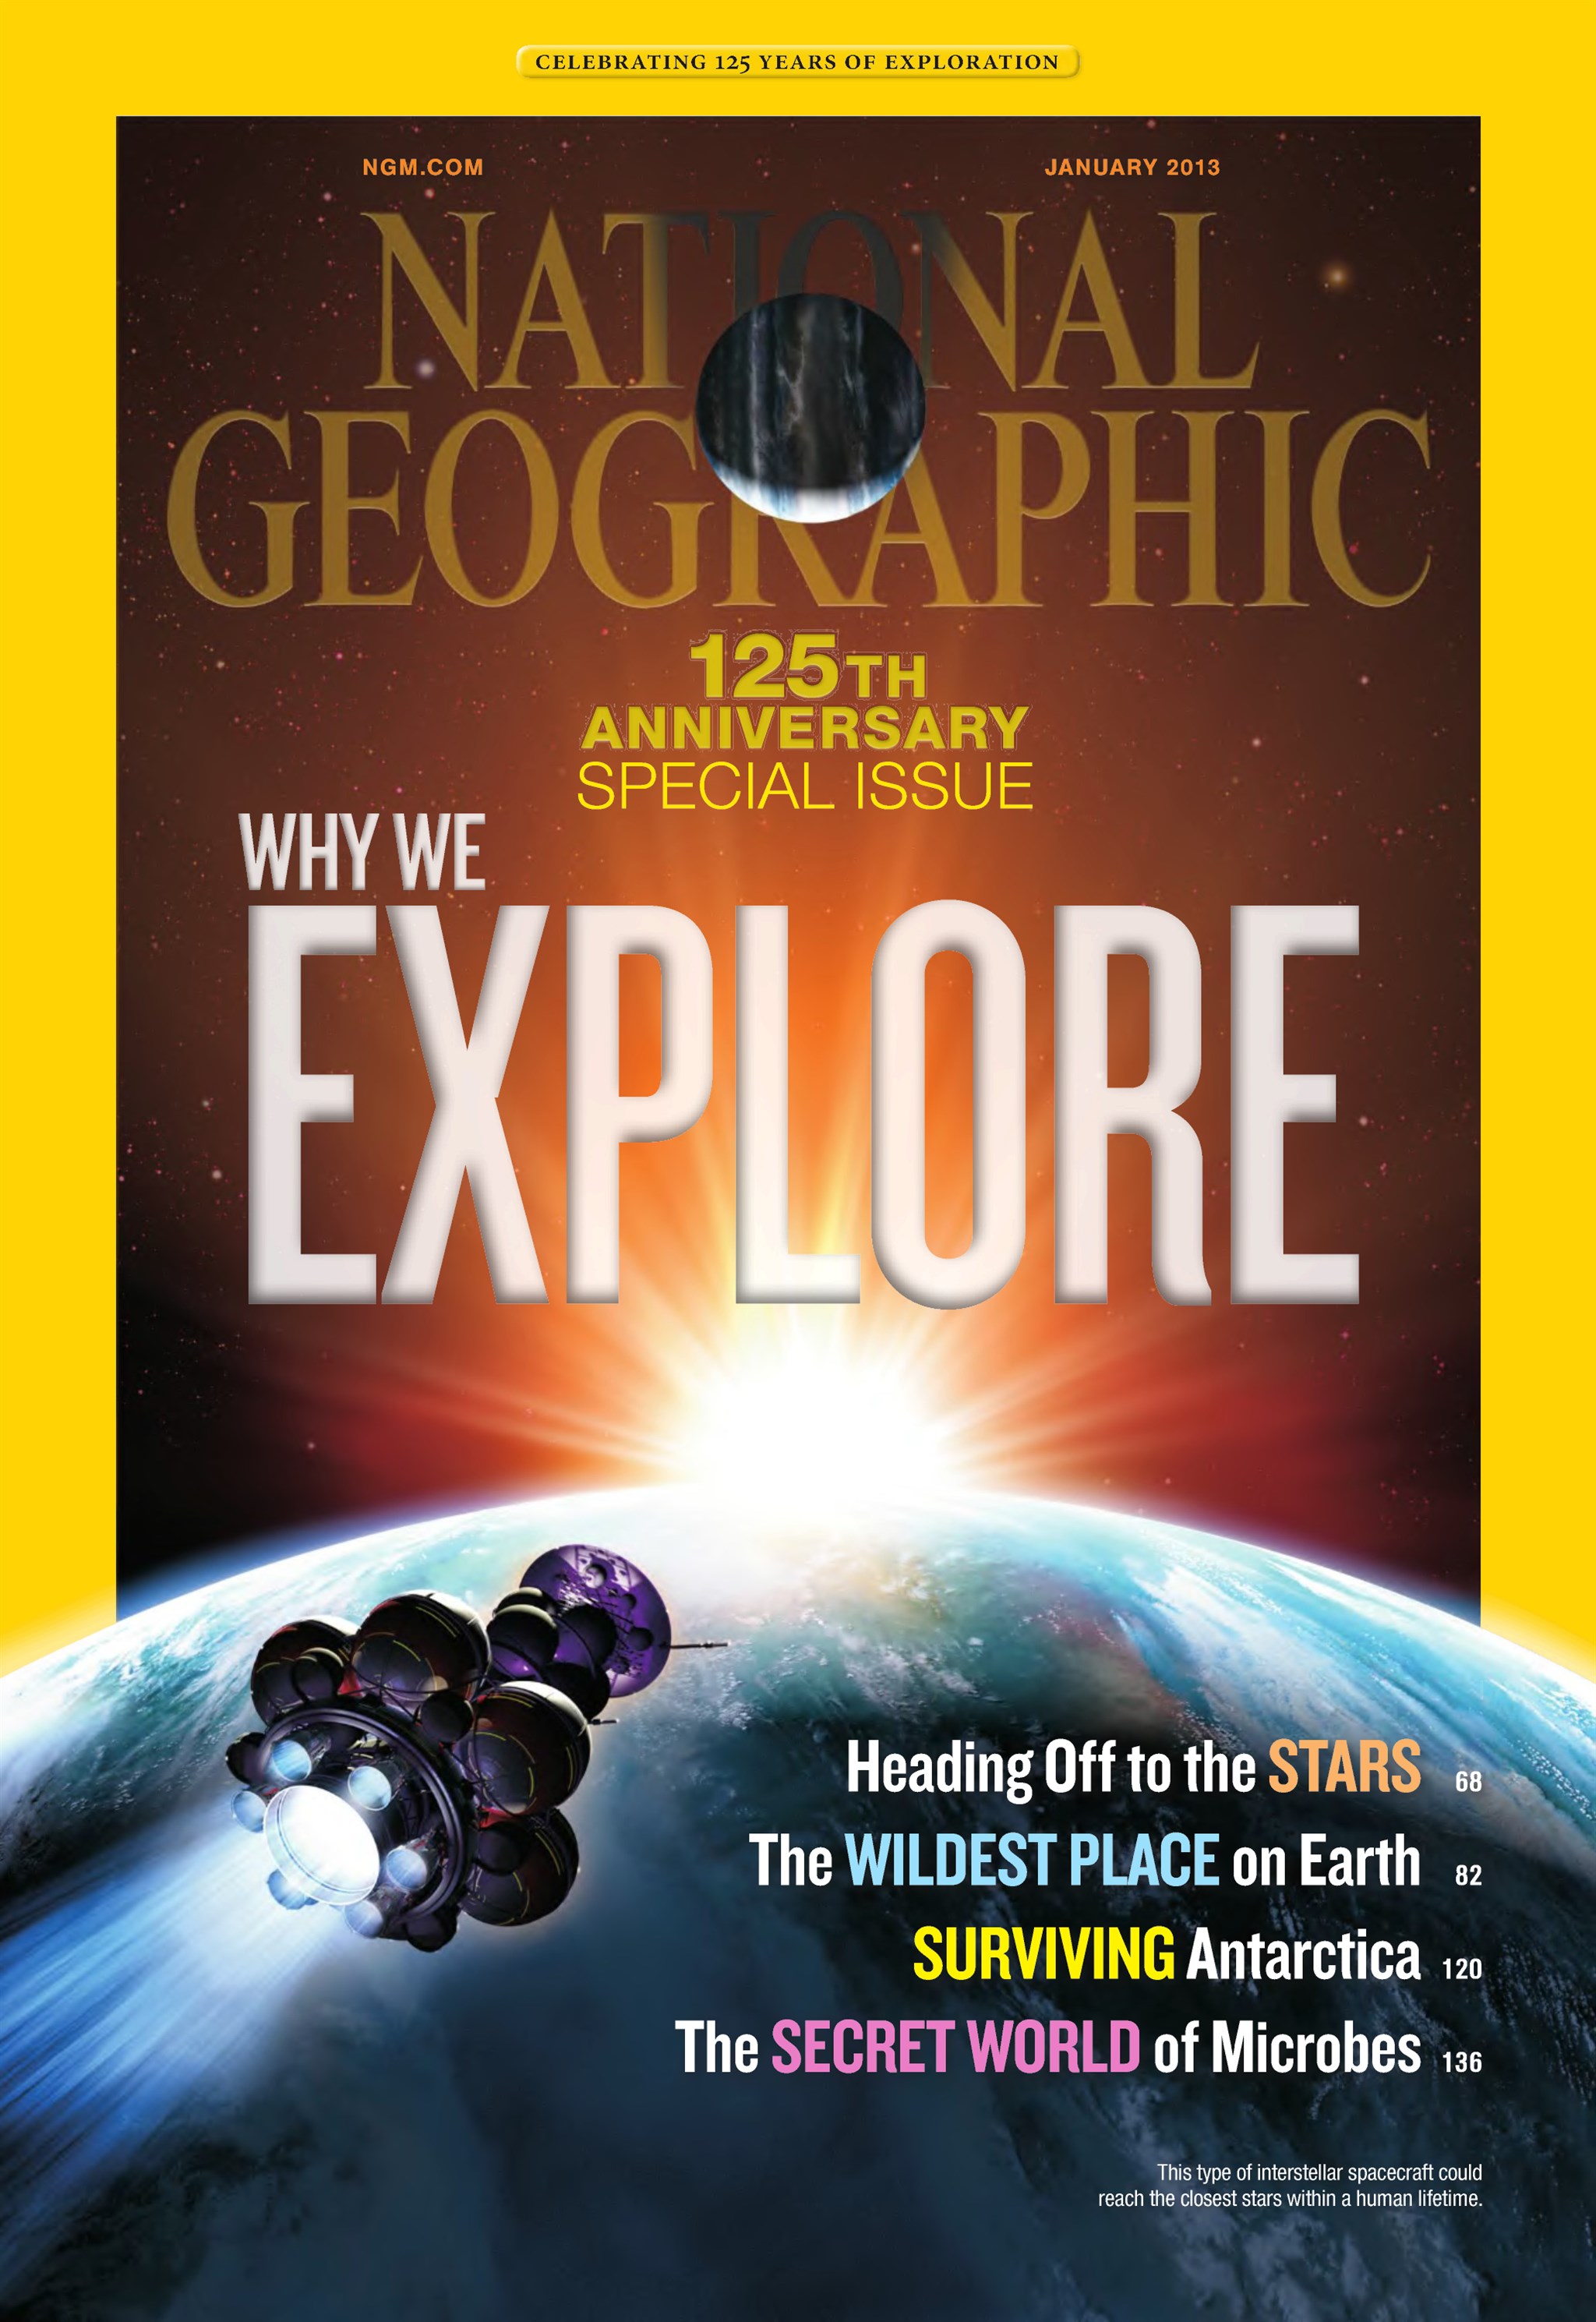 CELEBRATING 125 YEARS OF EXPLORATION
NGM.COM
JANUARY 2013
NATIONAL
GEOGRAPHIC
125TH
ANNIVERSARY
SPECIAL ISSUE
WHY WE
EXPLORE
Heading Off to the STARS 68
The WILDEST PLACE on Earth 82
SURVIVING Antarctica 120
The SECRET WORLD of Microbes 136
This type of interstellar spacecraft could
reach the closest stars within a human lifetime.